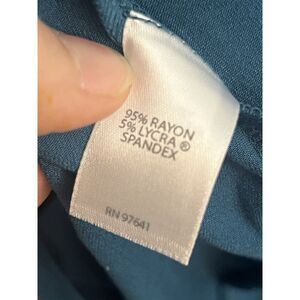 95% RAYON
5% LYCRA®
SPANDEX
RN 97641